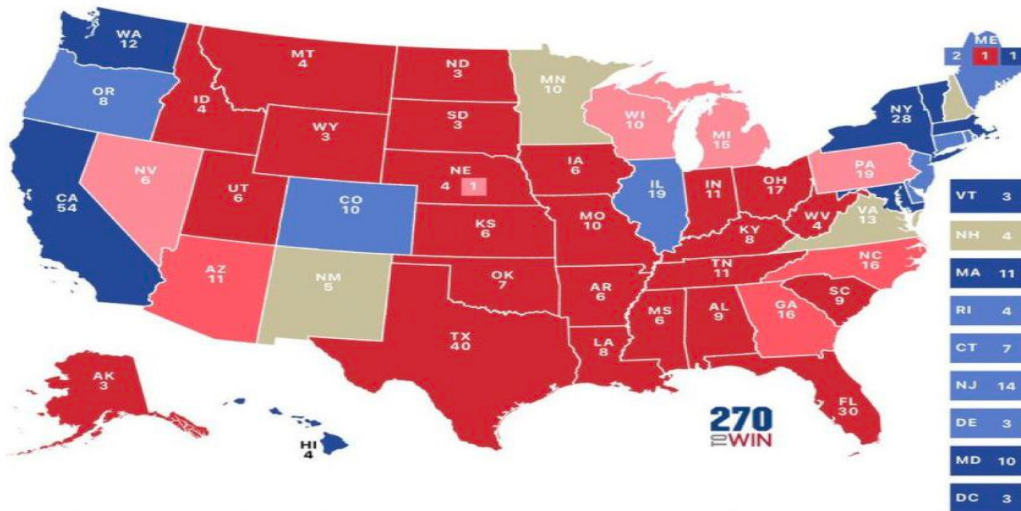 WA
12
OR
8
CA
54
NV
6
ID
4
MT
4
WY
3
UT
6
AZ
11
CO
10
NM
5
ND
3
SD
3
NE
4 1
KS
6
OK
7
TX
40
MN
10
IA
6
MO
10
AR
6
LA
8
WI
10
IL
19
MI
15
IN
11
OH
17
KY
8
TN
11
MS
6
AL
9
GA
16
FL
30
SC
9
NC
16
VA
13
WV
4
PA
19
NY
28
ME
2 1 1
AK
3
HI
4
270
TO WIN
VT 3
NH 4
MA 11
RI 4
CT 7
NJ 14
DE 3
MD 10
DC 3